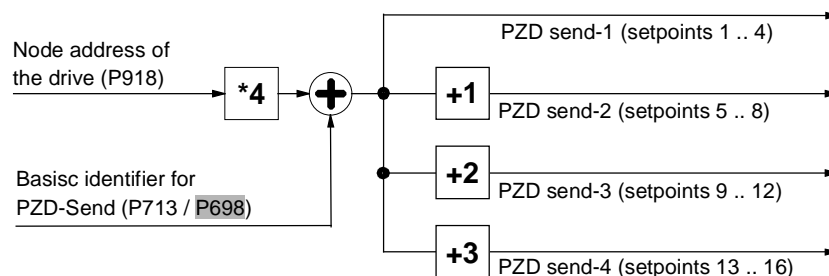 PZD send-1 (setpoints 1 .. 4)
Node address of
the drive (P918)
*4
+
+1
PZD send-2 (setpoints 5 .. 8)
Basisc identifier for
PZD-Send (P713 / P698)
+2
PZD send-3 (setpoints 9 .. 12)
+3
PZD send-4 (setpoints 13 .. 16)